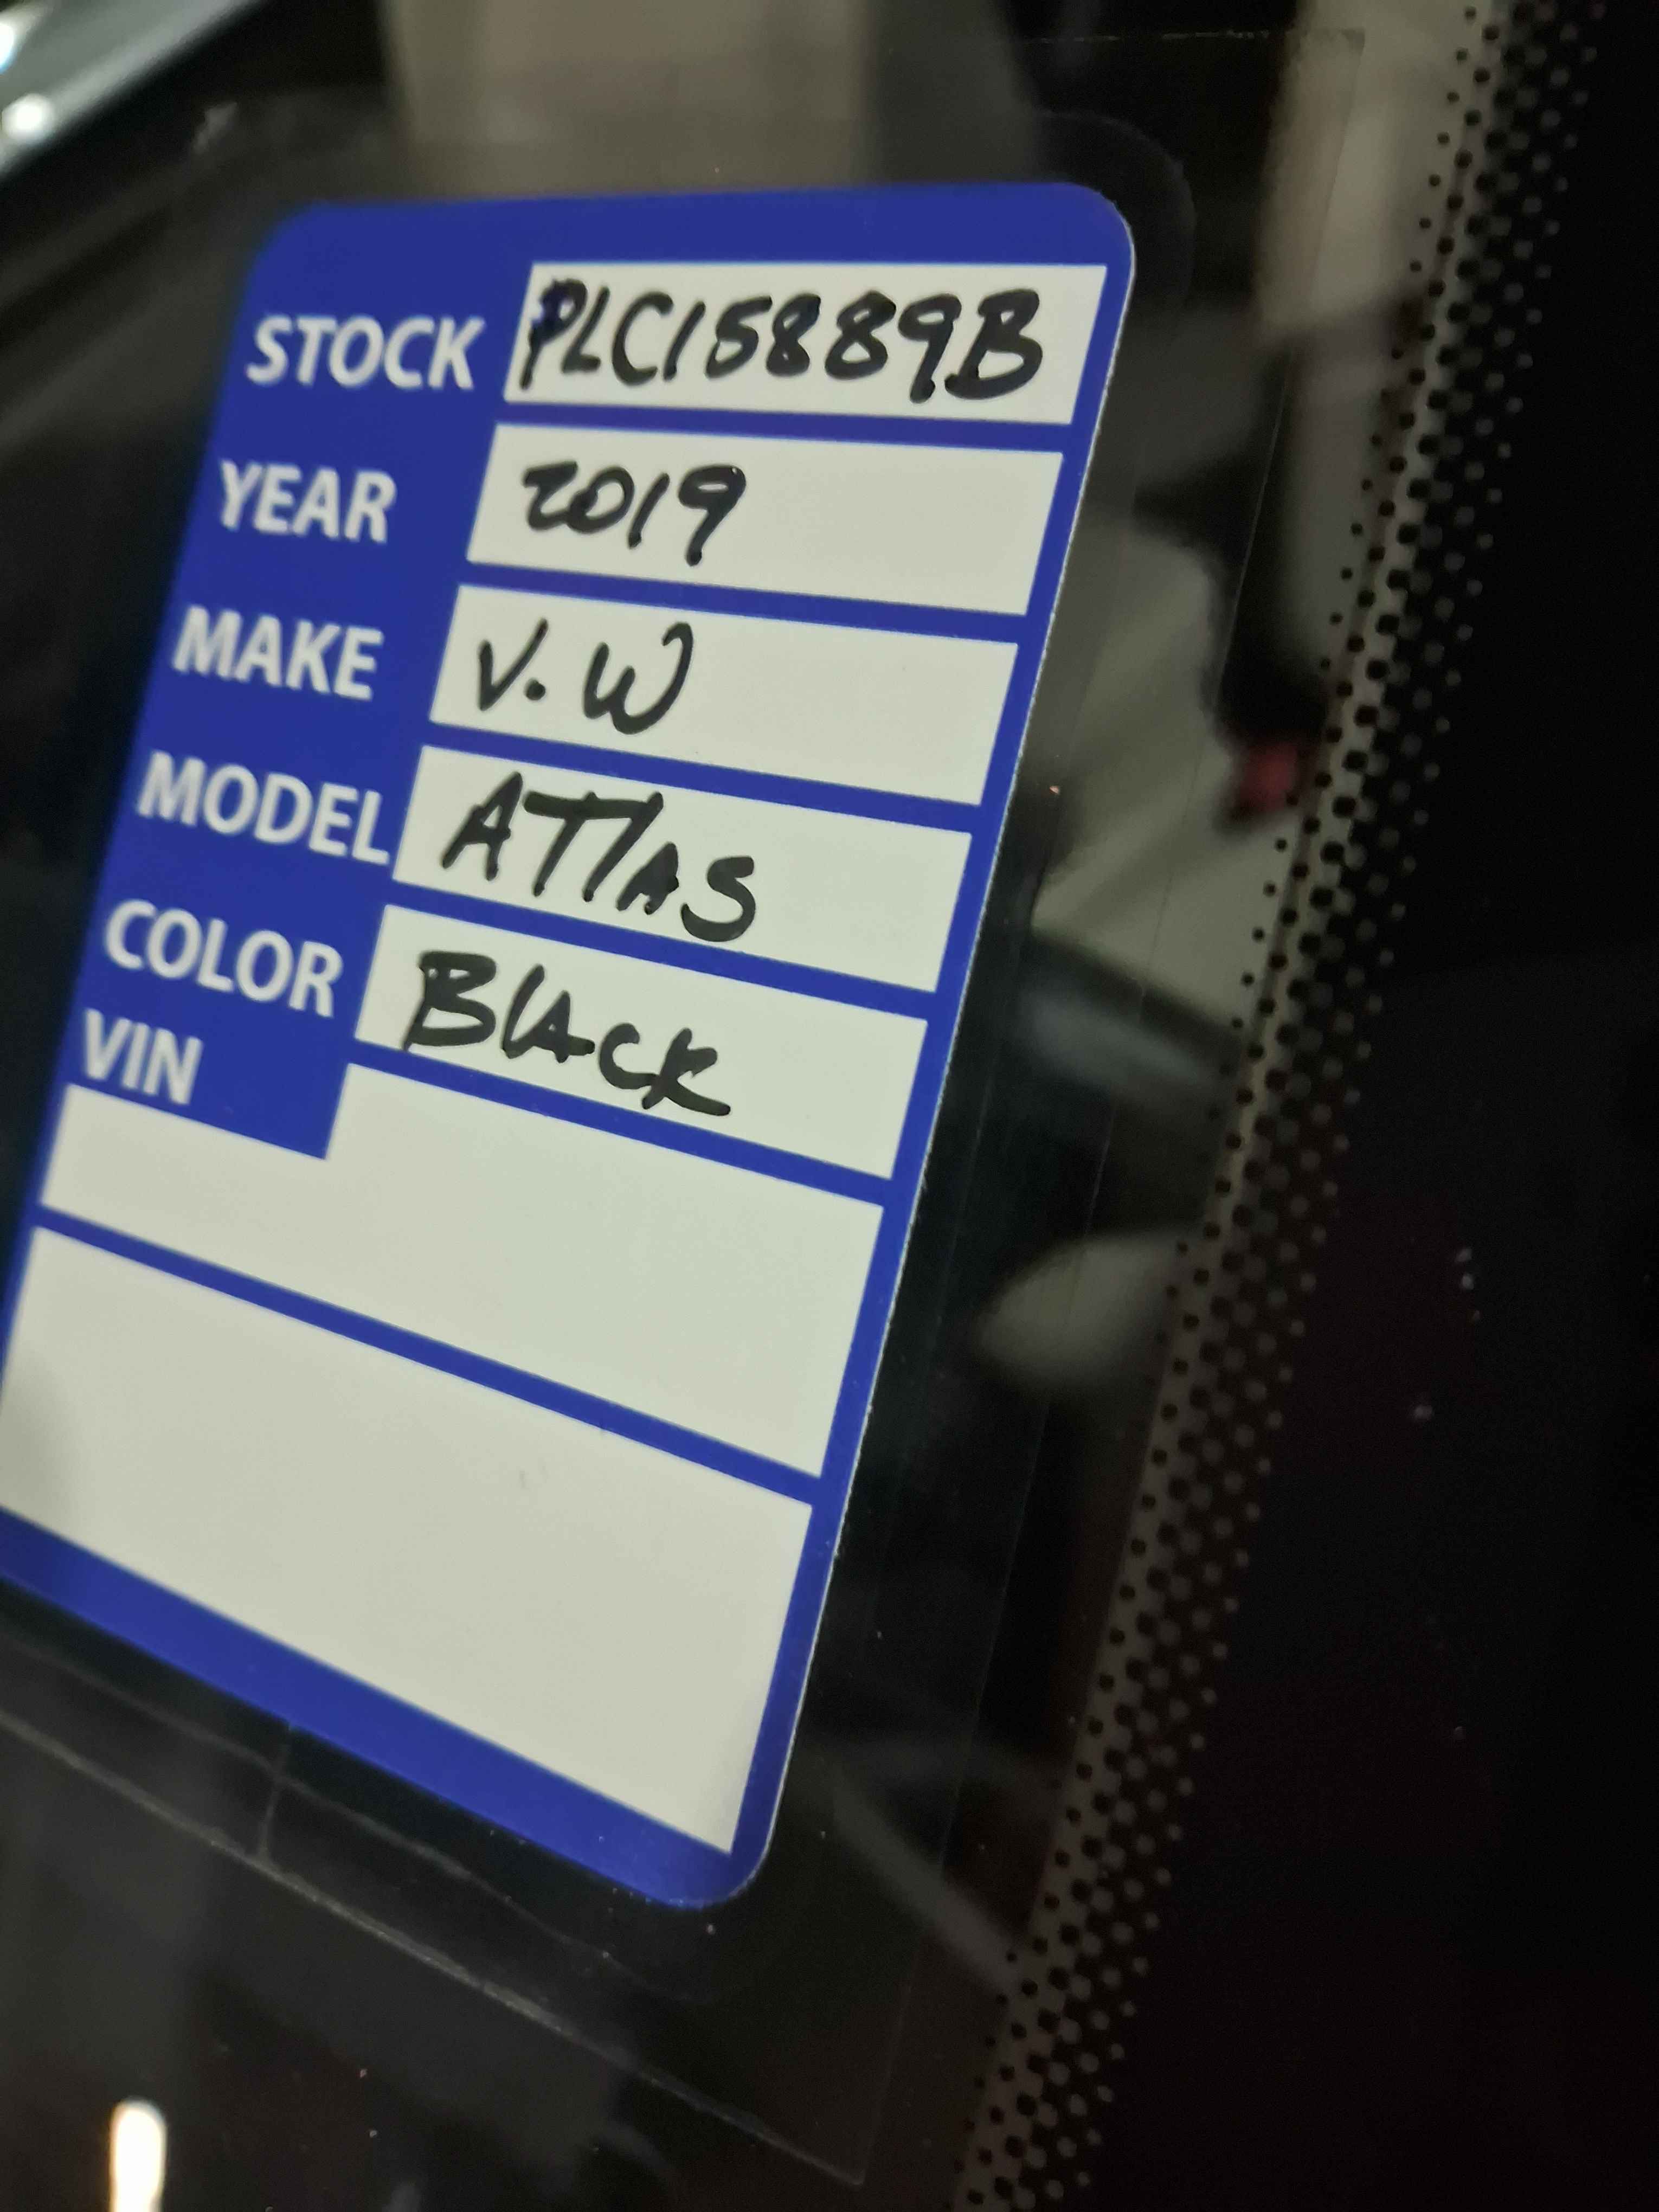 STOCK PLC15889B
YEAR 2019
MAKE V.W
MODEL ATlAS
COLOR BlAcK
VIN